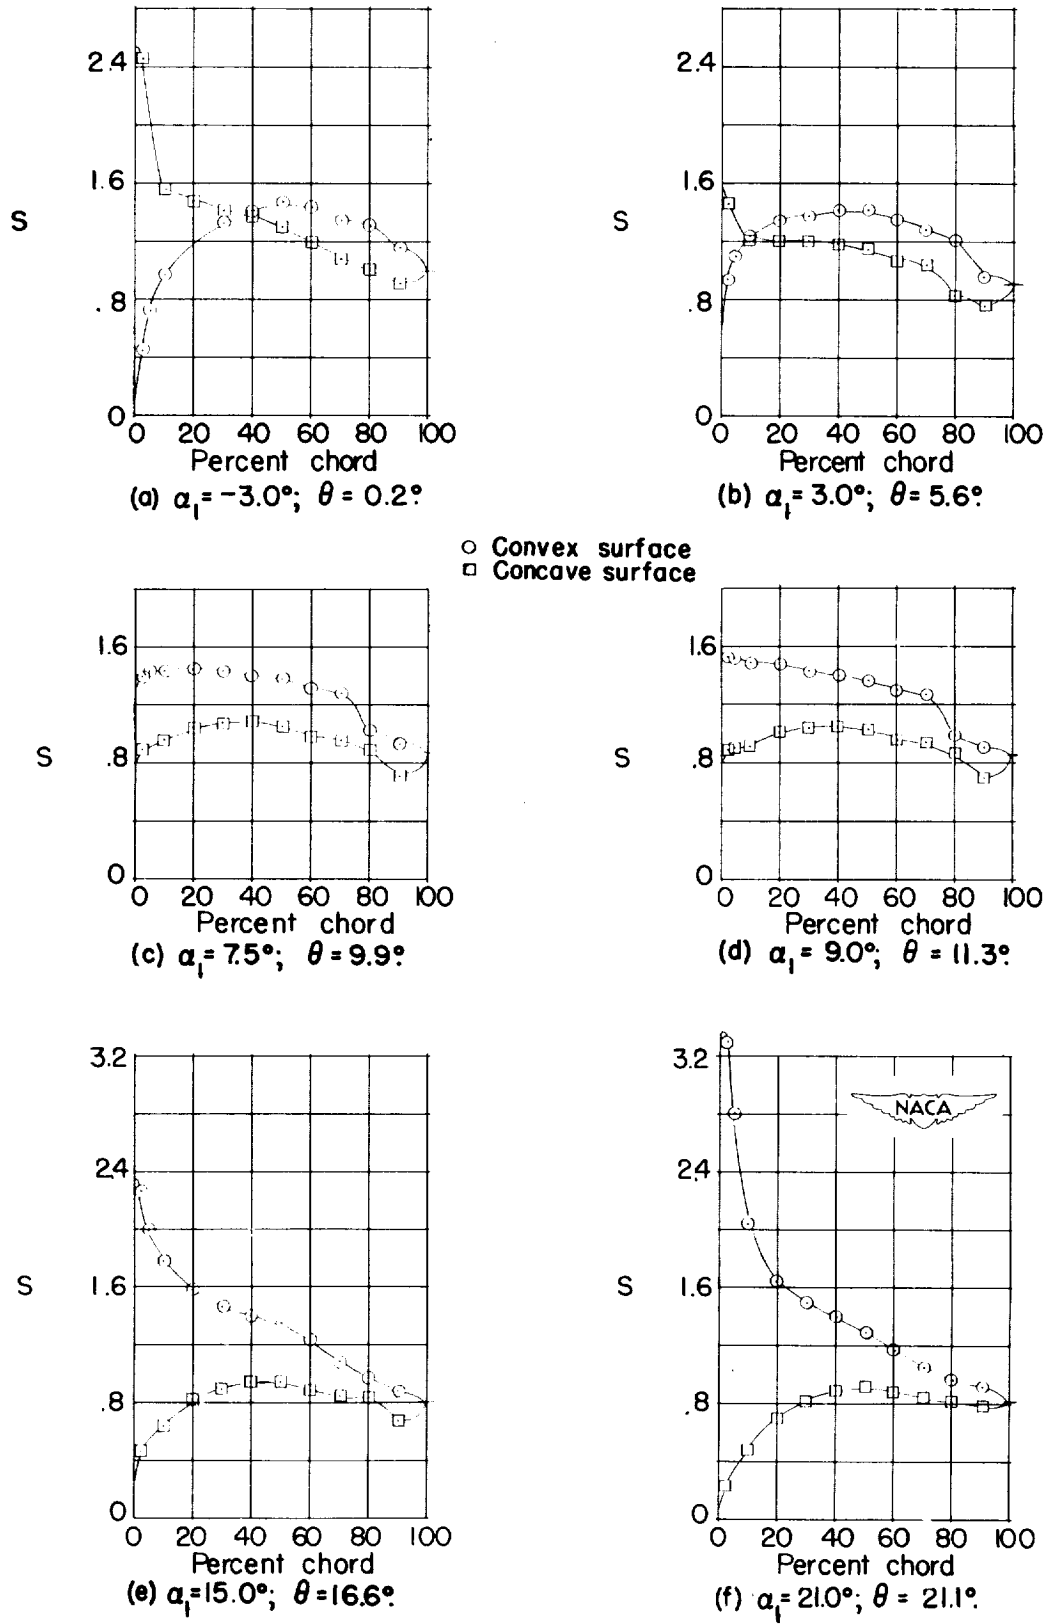 2.4
1.6
S
.8
0
0 20 40 60 80 100
Percent chord
(a) α₁ = -3.0°; θ = 0.2°.
2.4
1.6
S
.8
0
0 20 40 60 80 100
Percent chord
(b) α₁ = 3.0°; θ = 5.6°.
Convex surface
Concave surface
1.6
S
.8
0
0 20 40 60 80 100
Percent chord
(c) α₁ = 7.5°; θ = 9.9°.
1.6
S
.8
0
0 20 40 60 80 100
Percent chord
(d) α₁ = 9.0°; θ = 11.3°.
3.2
2.4
1.6
S
.8
0
0 20 40 60 80 100
Percent chord
(e) α₁ = 15.0°; θ = 16.6°.
NACA
3.2
2.4
1.6
S
.8
0
0 20 40 60 80 100
Percent chord
(f) α₁ = 21.0°; θ = 21.1°.